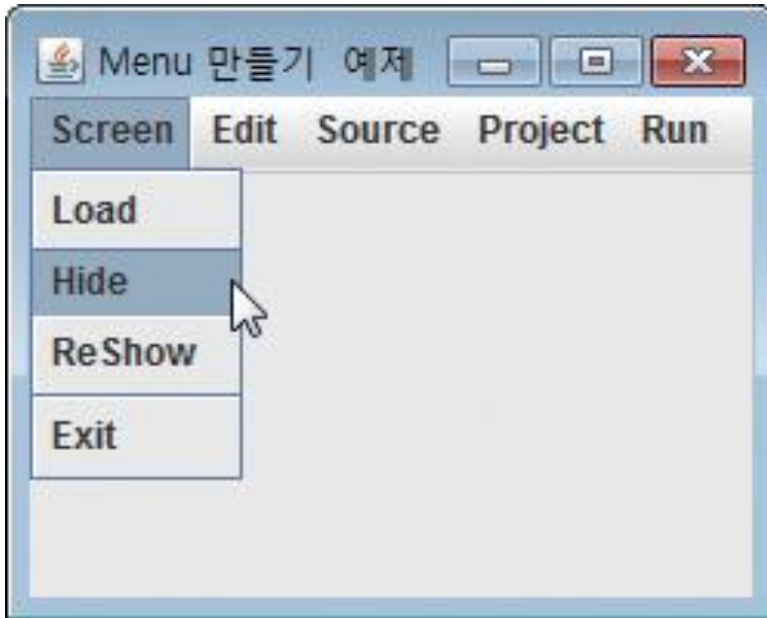 Menu 만들기 예제
Screen Edit Source Project Run
Load
Hide
ReShow
Exit